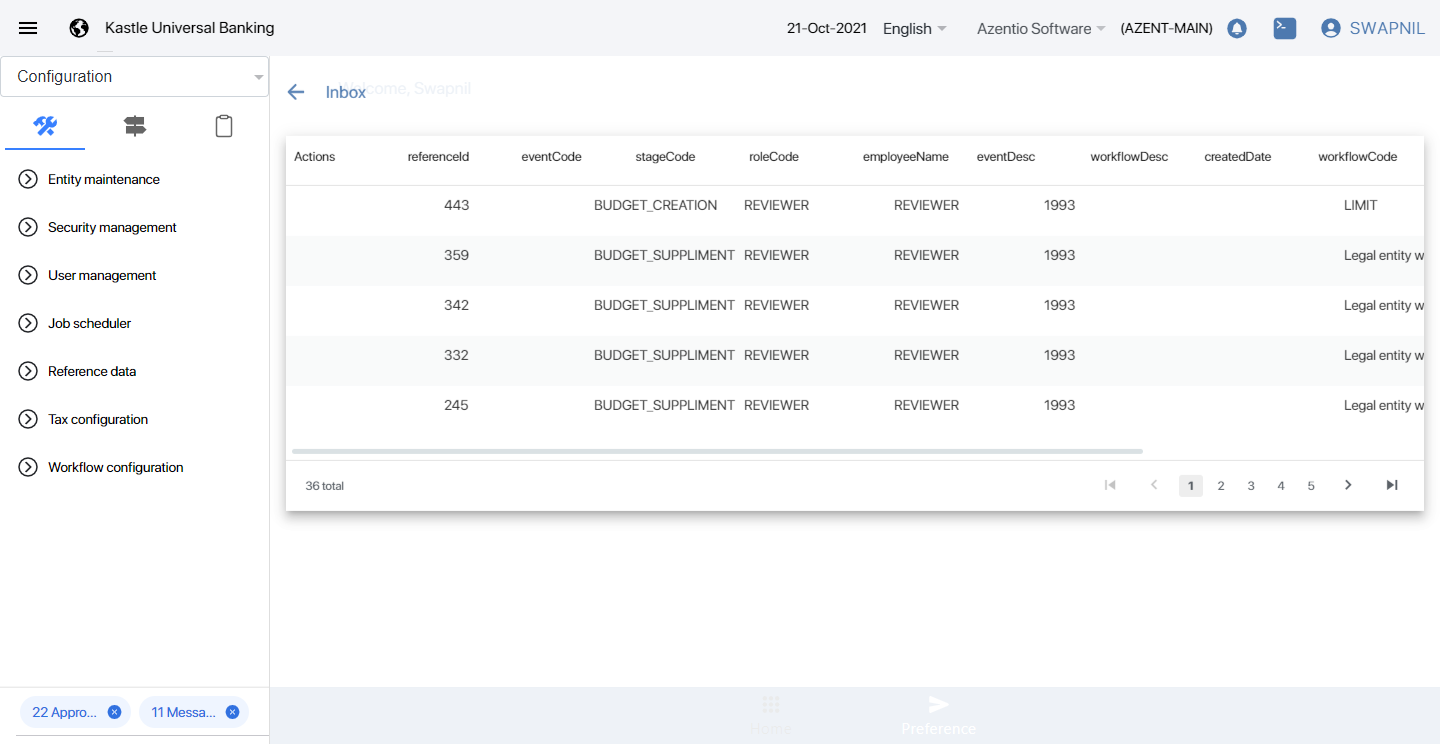 Kastle Universal Banking 21-Oct-2021 English Azentio Software (AZENT-MAIN) SWAPNIL
Configuration
Welcome, Swapnil
Inbox
Entity maintenance
Security management
User management
Job scheduler
Reference data
Tax configuration
Workflow configuration
Actions referenceId eventCode stageCode roleCode employeeName eventDesc workflowDesc createdDate workflowCode
443 BUDGET_CREATION REVIEWER REVIEWER 1993 LIMIT
359 BUDGET_SUPPLIMENT REVIEWER REVIEWER 1993 Legal entity w
342 BUDGET_SUPPLIMENT REVIEWER REVIEWER 1993 Legal entity w
332 BUDGET_SUPPLIMENT REVIEWER REVIEWER 1993 Legal entity w
245 BUDGET_SUPPLIMENT REVIEWER REVIEWER 1993 Legal entity w
36 total 1 2 3 4 5
22 Appro... 11 Messa...
Home Preference